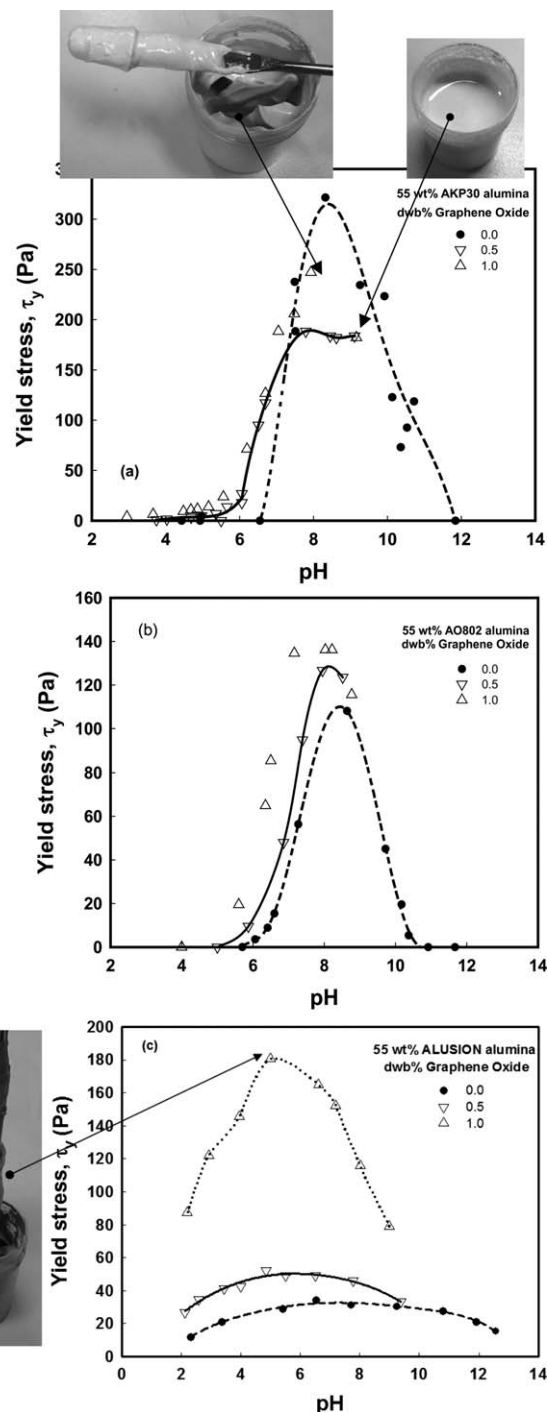 3
55 wt% AKP30 alumina
dwb% Graphene Oxide
0.0
0.5
1.0
300
250
200
150
100
50
0
Yield stress, τy (Pa)
(a)
2 4 6 8 10 12 14
pH
(b)
55 wt% AO802 alumina
dwb% Graphene Oxide
0.0
0.5
1.0
160
140
120
100
80
60
40
20
0
Yield stress, τy (Pa)
2 4 6 8 10 12 14
pH
(c)
55 wt% ALUSION alumina
dwb% Graphene Oxide
0.0
0.5
1.0
200
180
160
140
120
100
80
60
40
20
0
Yield stress, τy (Pa)
0 2 4 6 8 10 12 14
pH